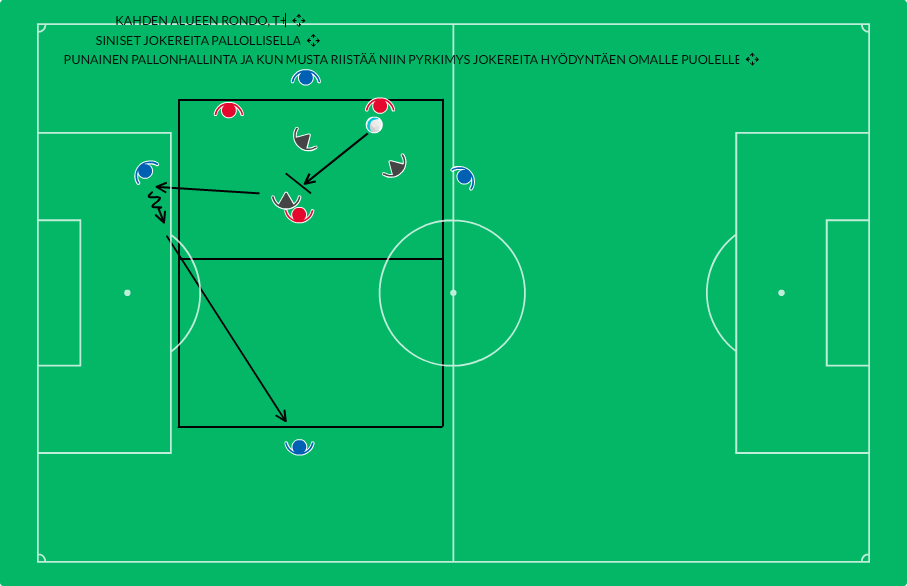 KAHDEN ALUEEN RONDO, T+
SINISET JOKEREITA PALLOLLISELLA
PUNAINEN PALLONHALLINTA JA KUN MUSTA RIISTÄÄ NIIN PYRKIMYS JOKEREITA HYÖDYNTÄEN OMALLE PUOLELLE